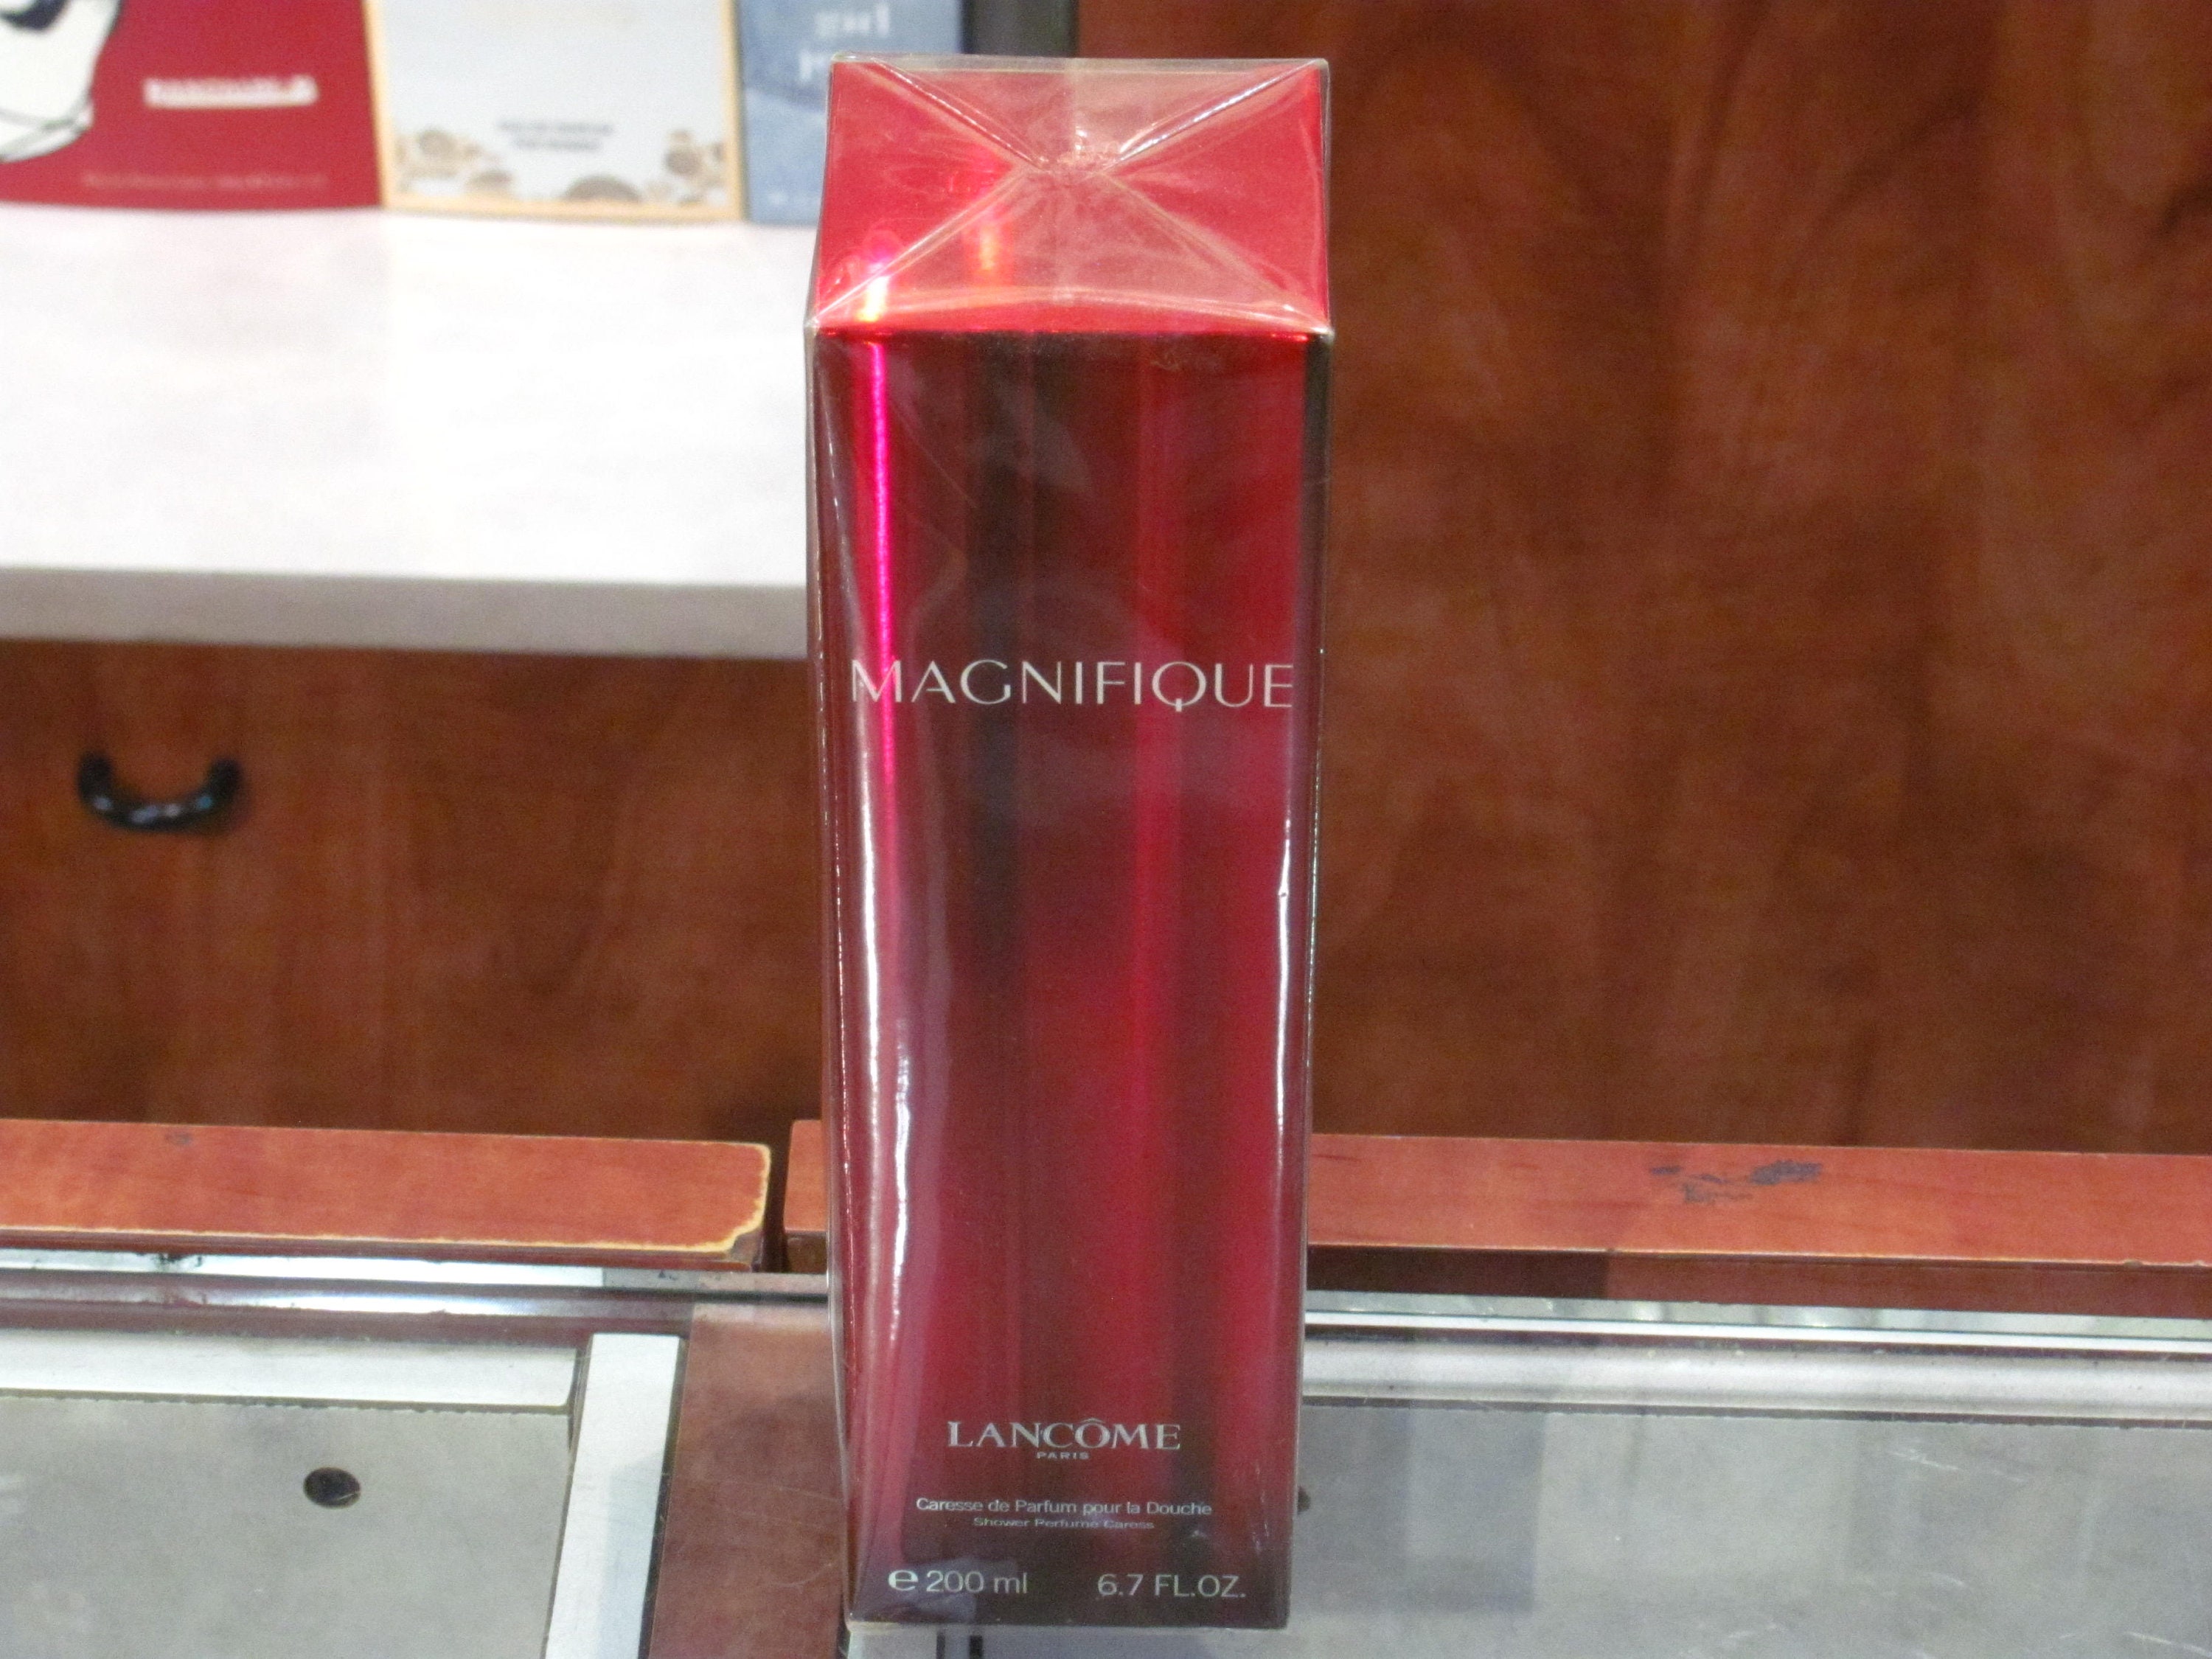 MAGNIFIQUE
LANCÔME
PARIS
Caresse de Parfum pour la Douche
Shower Perfume Caress
e 200 ml 6.7 FL.OZ.